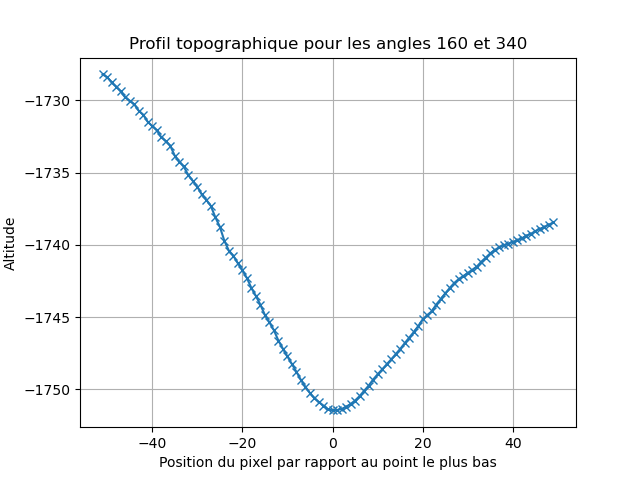 Profil topographique pour les angles 160 et 340
Altitude
−1730
−1735
−1740
−1745
−1750
−40 −20 0 20 40
Position du pixel par rapport au point le plus bas